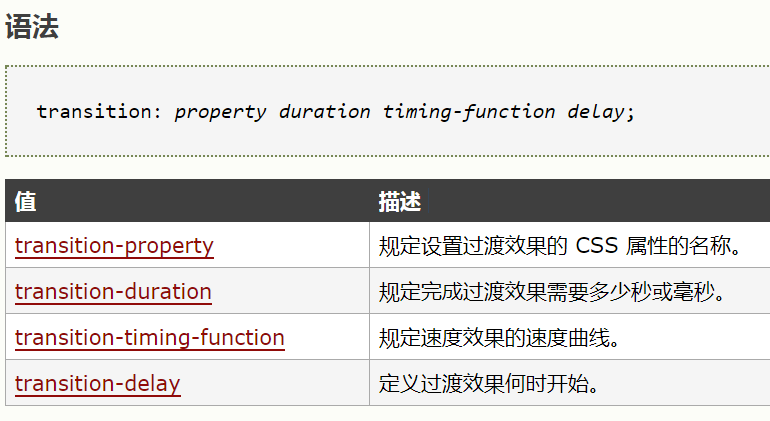 语法
transition: property duration timing-function delay;
值 描述
transition-property 规定设置过渡效果的 CSS 属性的名称。
transition-duration 规定完成过渡效果需要多少秒或毫秒。
transition-timing-function 规定速度效果的速度曲线。
transition-delay 定义过渡效果何时开始。